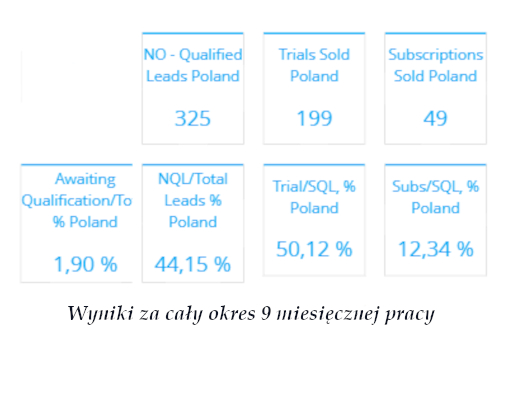 NO - Qualified
Leads Poland
325
Trials Sold
Poland
199
Subscriptions
Sold Poland
49
Awaiting
Qualification/To
% Poland
1,90 %
NQL/Total
Leads %
Poland
44,15 %
Trial/SQL, %
Poland
50,12 %
Subs/SQL, %
Poland
12,34 %
Wyniki za cały okres 9 miesięcznej pracy